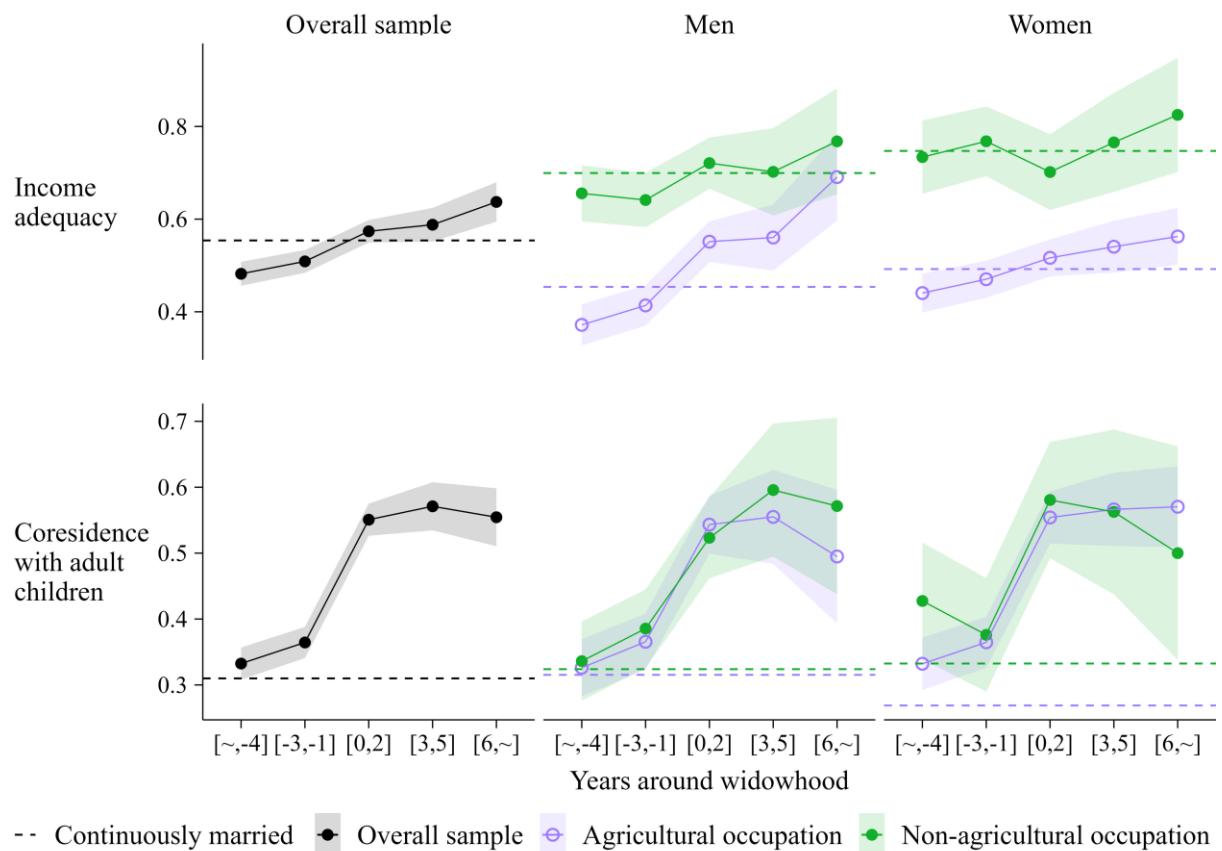 Overall sample
Men
Women
Income
adequacy
0.8
0.6
0.4
Coresidence
with adult
children
0.7
0.6
0.5
0.4
0.3
[~,-4] [-3,-1] [0,2] [3,5] [6,~]
[~,-4] [-3,-1] [0,2] [3,5] [6,~]
[~,-4] [-3,-1] [0,2] [3,5] [6,~]
Years around widowhood
Continuously married Overall sample Agricultural occupation Non-agricultural occupation